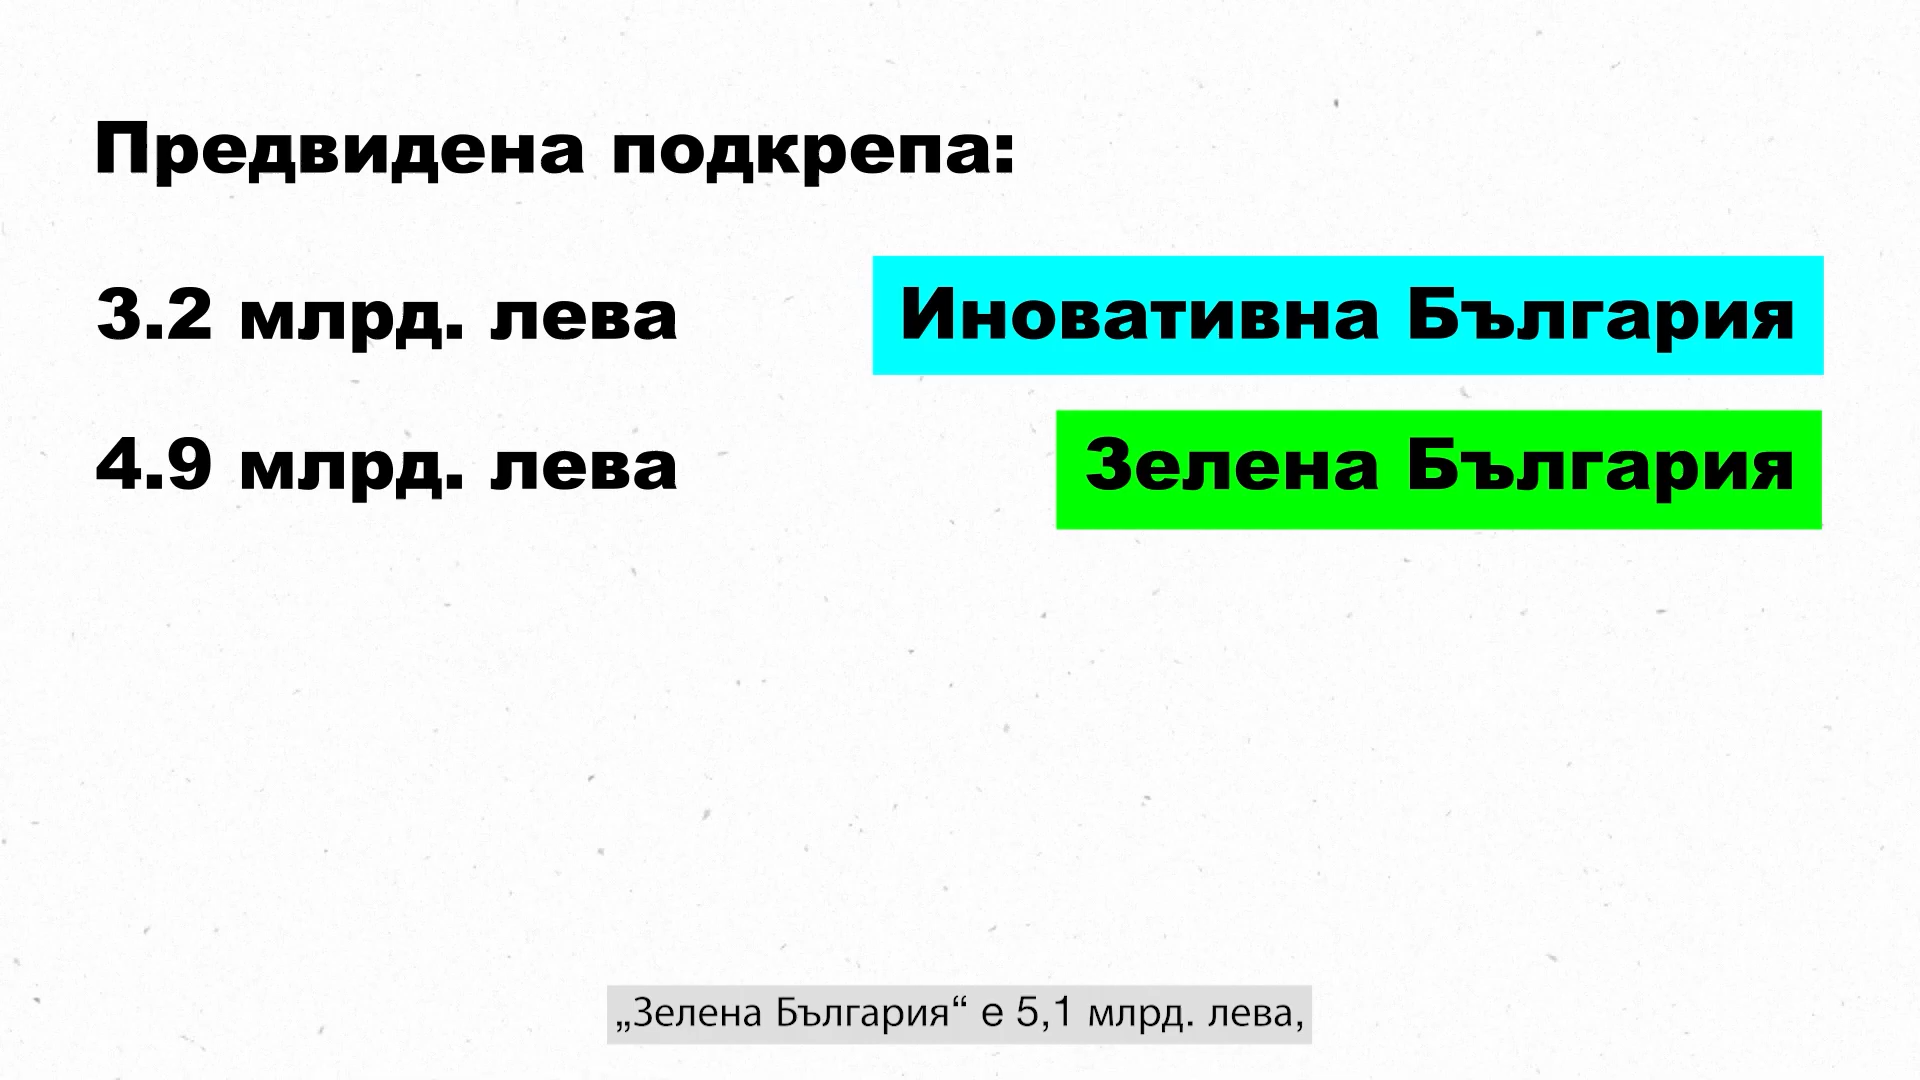 Предвидена подкрепа:
3.2 млрд. лева Иновативна България
4.9 млрд. лева Зелена България
„Зелена България“ е 5,1 млрд. лева,